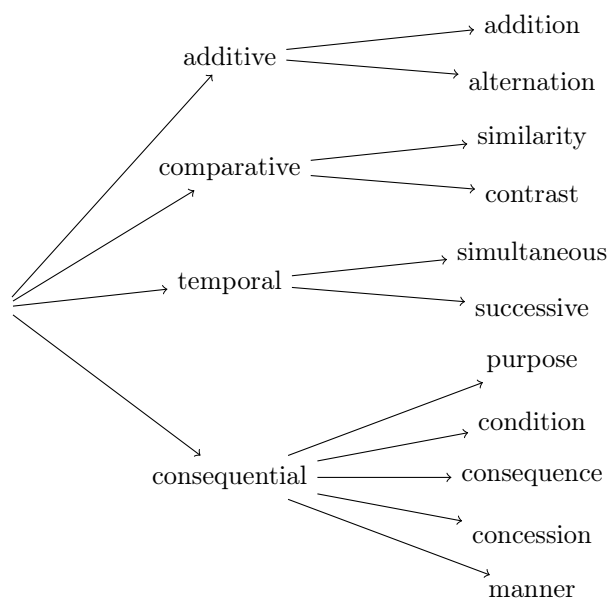 additive
addition
alternation
comparative
similarity
contrast
temporal
simultaneous
successive
consequential
purpose
condition
consequence
concession
manner